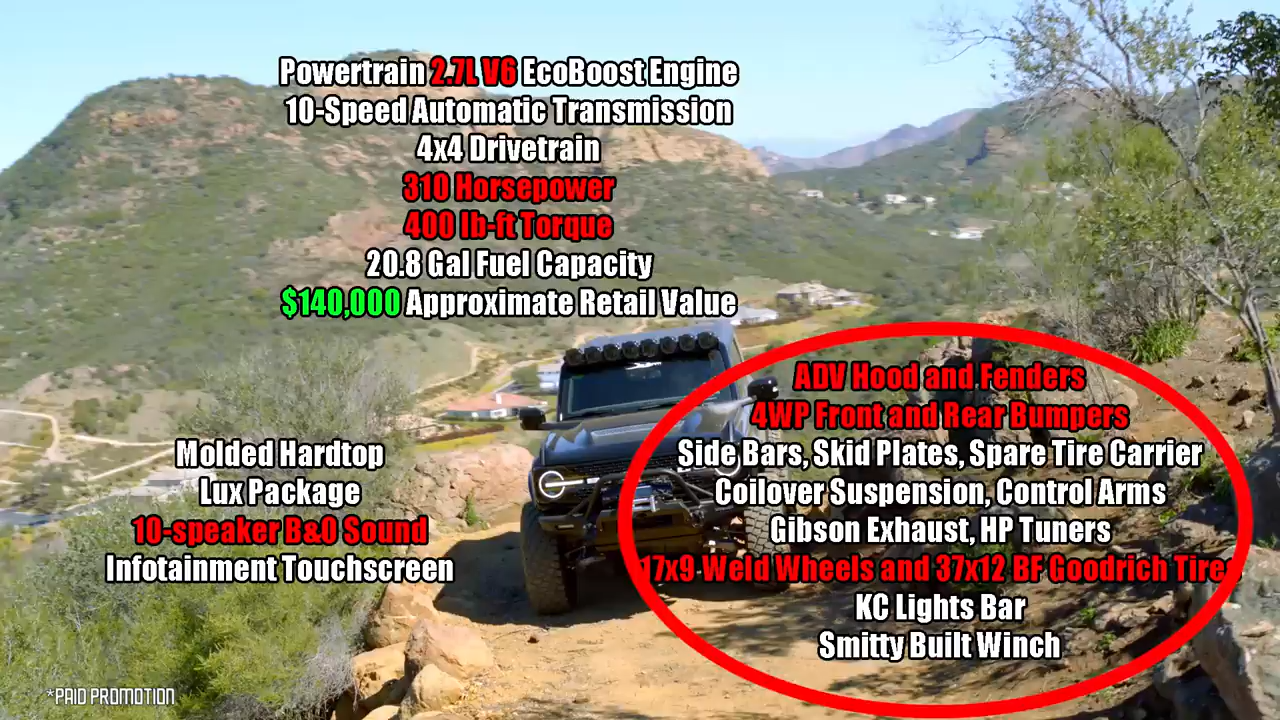 Powertrain 2.7L V6 EcoBoost Engine
10-Speed Automatic Transmission
4x4 Drivetrain
310 Horsepower
400 lb-ft Torque
20.8 Gal Fuel Capacity
$140,000 Approximate Retail Value
ADV Hood and Fenders
4WP Front and Rear Bumpers
Side Bars, Skid Plates, Spare Tire Carrier
Coilover Suspension, Control Arms
Gibson Exhaust, HP Tuners
17x9 Weld Wheels and 37x12 BF Goodrich Tires
KC Lights Bar
Smitty Built Winch
Molded Hardtop
Lux Package
10-speaker B&O Sound
Infotainment Touchscreen
*PAID PROMOTION